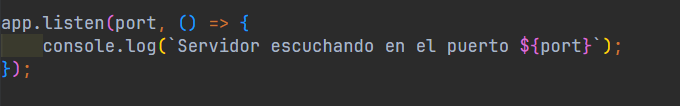 app.listen(port, () => {
    console.log(`Servidor escuchando en el puerto ${port}`);
});